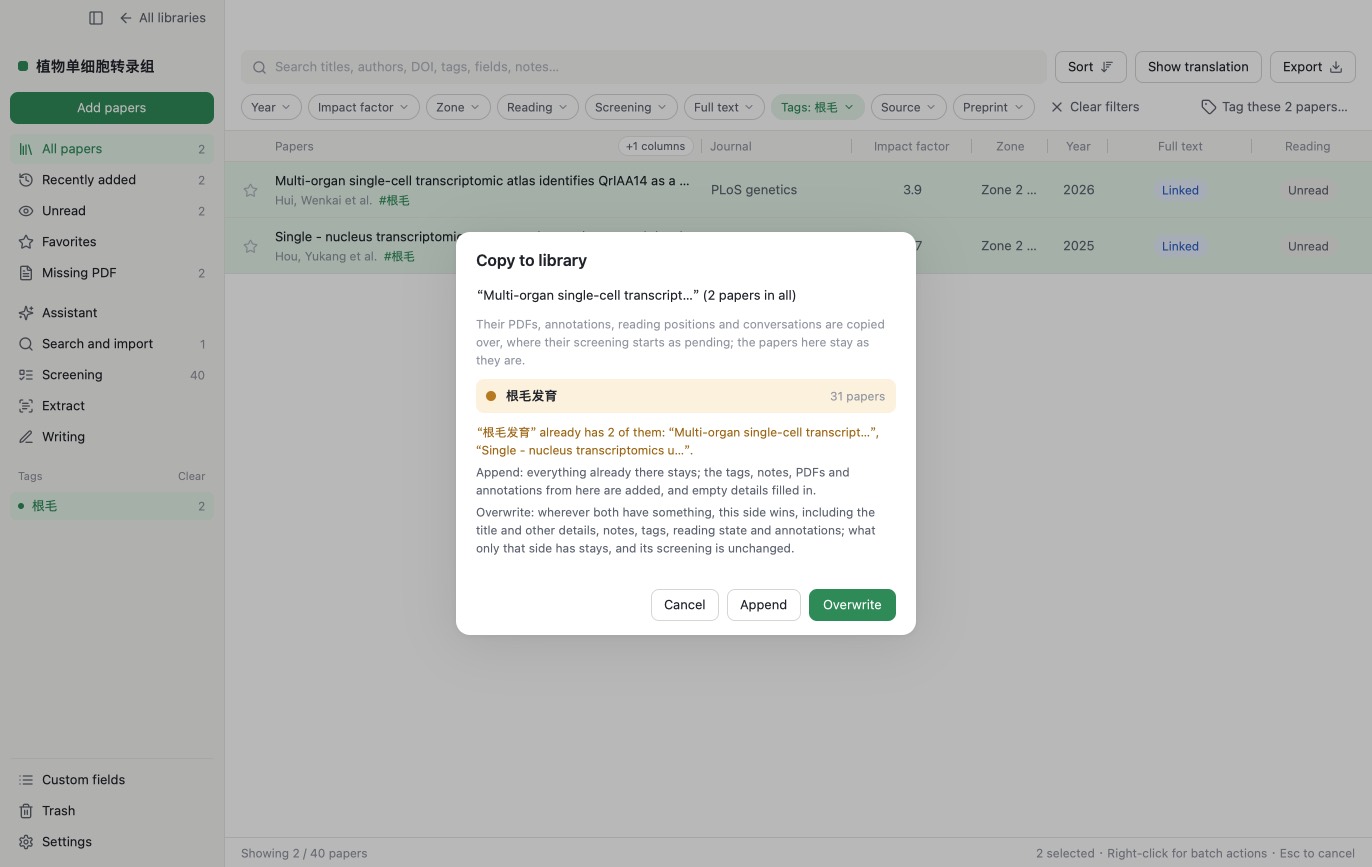 All libraries
植物单细胞转录组
Add papers
All papers 2
Recently added 2
Unread 2
Favorites
Missing PDF 2
Assistant
Search and import 1
Screening 40
Extract
Writing
Tags Clear
根毛 2
Custom fields
Trash
Settings
Search titles, authors, DOI, tags, fields, notes...
Sort Show translation Export
Year Impact factor Zone Reading Screening Full text Tags: 根毛 Source Preprint Clear filters Tag these 2 papers...
Papers +1 columns Journal Impact factor Zone Year Full text Reading
Multi-organ single-cell transcriptomic atlas identifies QrIAA14 as a ... PLoS genetics 3.9 Zone 2 ... 2026 Linked Unread
Hui, Wenkai et al. #根毛
Single - nucleus transcriptomic 7 Zone 2 ... 2025 Linked Unread
Hou, Yukang et al. #根毛
Copy to library
“Multi-organ single-cell transcript…” (2 papers in all)
Their PDFs, annotations, reading positions and conversations are copied
over, where their screening starts as pending; the papers here stay as
they are.
根毛发育 31 papers
“根毛发育” already has 2 of them: “Multi-organ single-cell transcript…”,
“Single - nucleus transcriptomics u…”.
Append: everything already there stays; the tags, notes, PDFs and
annotations from here are added, and empty details filled in.
Overwrite: wherever both have something, this side wins, including the
title and other details, notes, tags, reading state and annotations; what
only that side has stays, and its screening is unchanged.
Cancel Append Overwrite
Showing 2 / 40 papers
2 selected · Right-click for batch actions · Esc to cancel